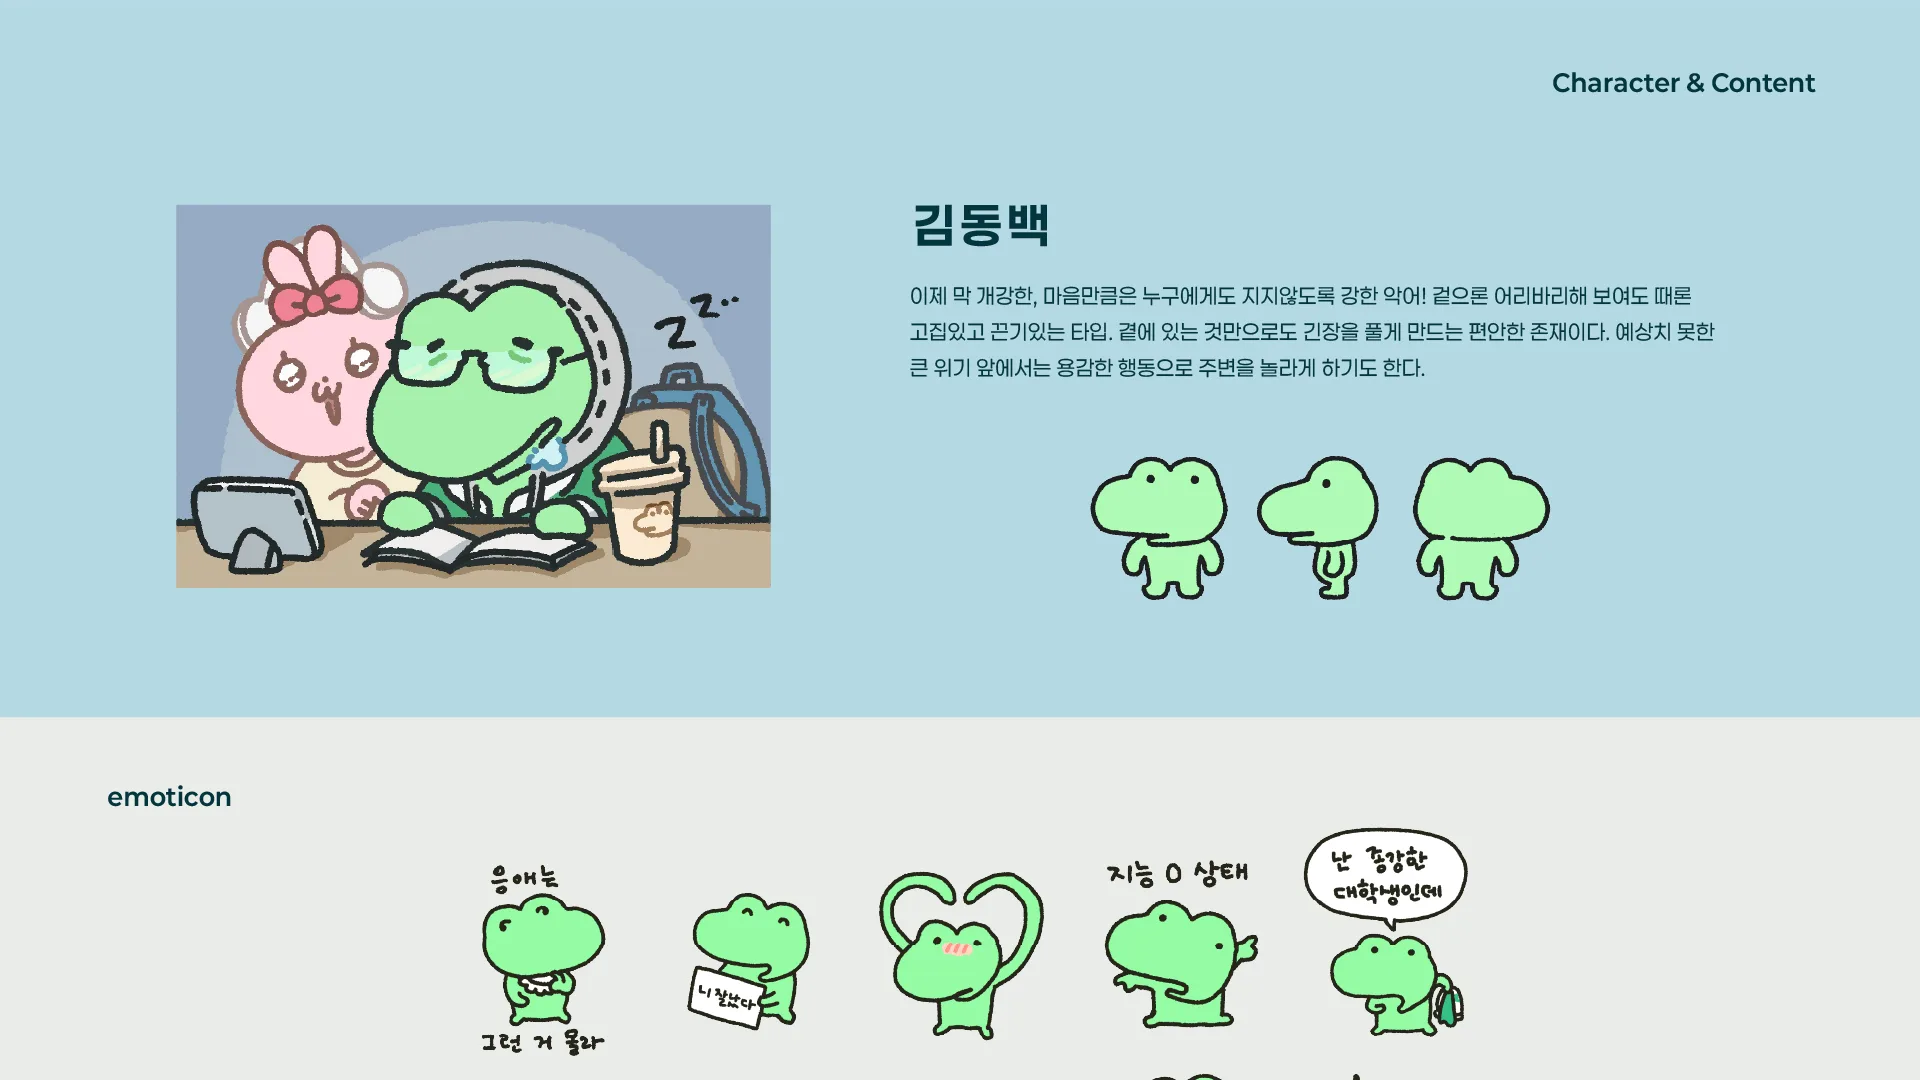 Character & Content
김동백
이제 막 개강한, 마음만큼은 누구에게도 지지않도록 강한 악어! 겉으론 어리바리해 보여도 때론
고집있고 끈기있는 타입. 곁에 있는 것만으로도 긴장을 풀게 만드는 편안한 존재이다. 예상치 못한
큰 위기 앞에서는 용감한 행동으로 주변을 놀라게 하기도 한다.
zz..
emoticon
응애는
그런 거 몰라
니 잘났다
지능 0 상태
난 종강한
대학생인데